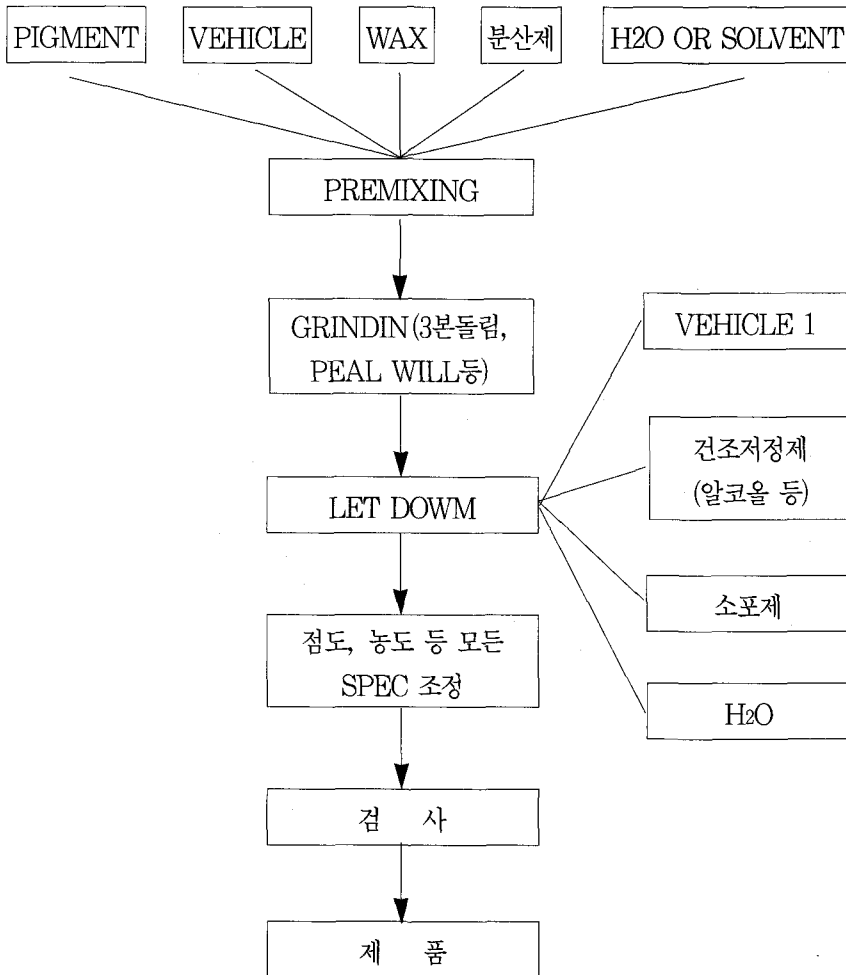 PIGMENT
VEHICLE
WAX
분산제
H2O OR SOLVENT
PREMIXING
GRINDIN(3본돌림,
PEAL WILL등)
VEHICLE 1
건조저정제
(알코올 등)
LET DOWM
소포제
점도, 농도 등 모든
SPEC 조정
H2O
검 사
제 품